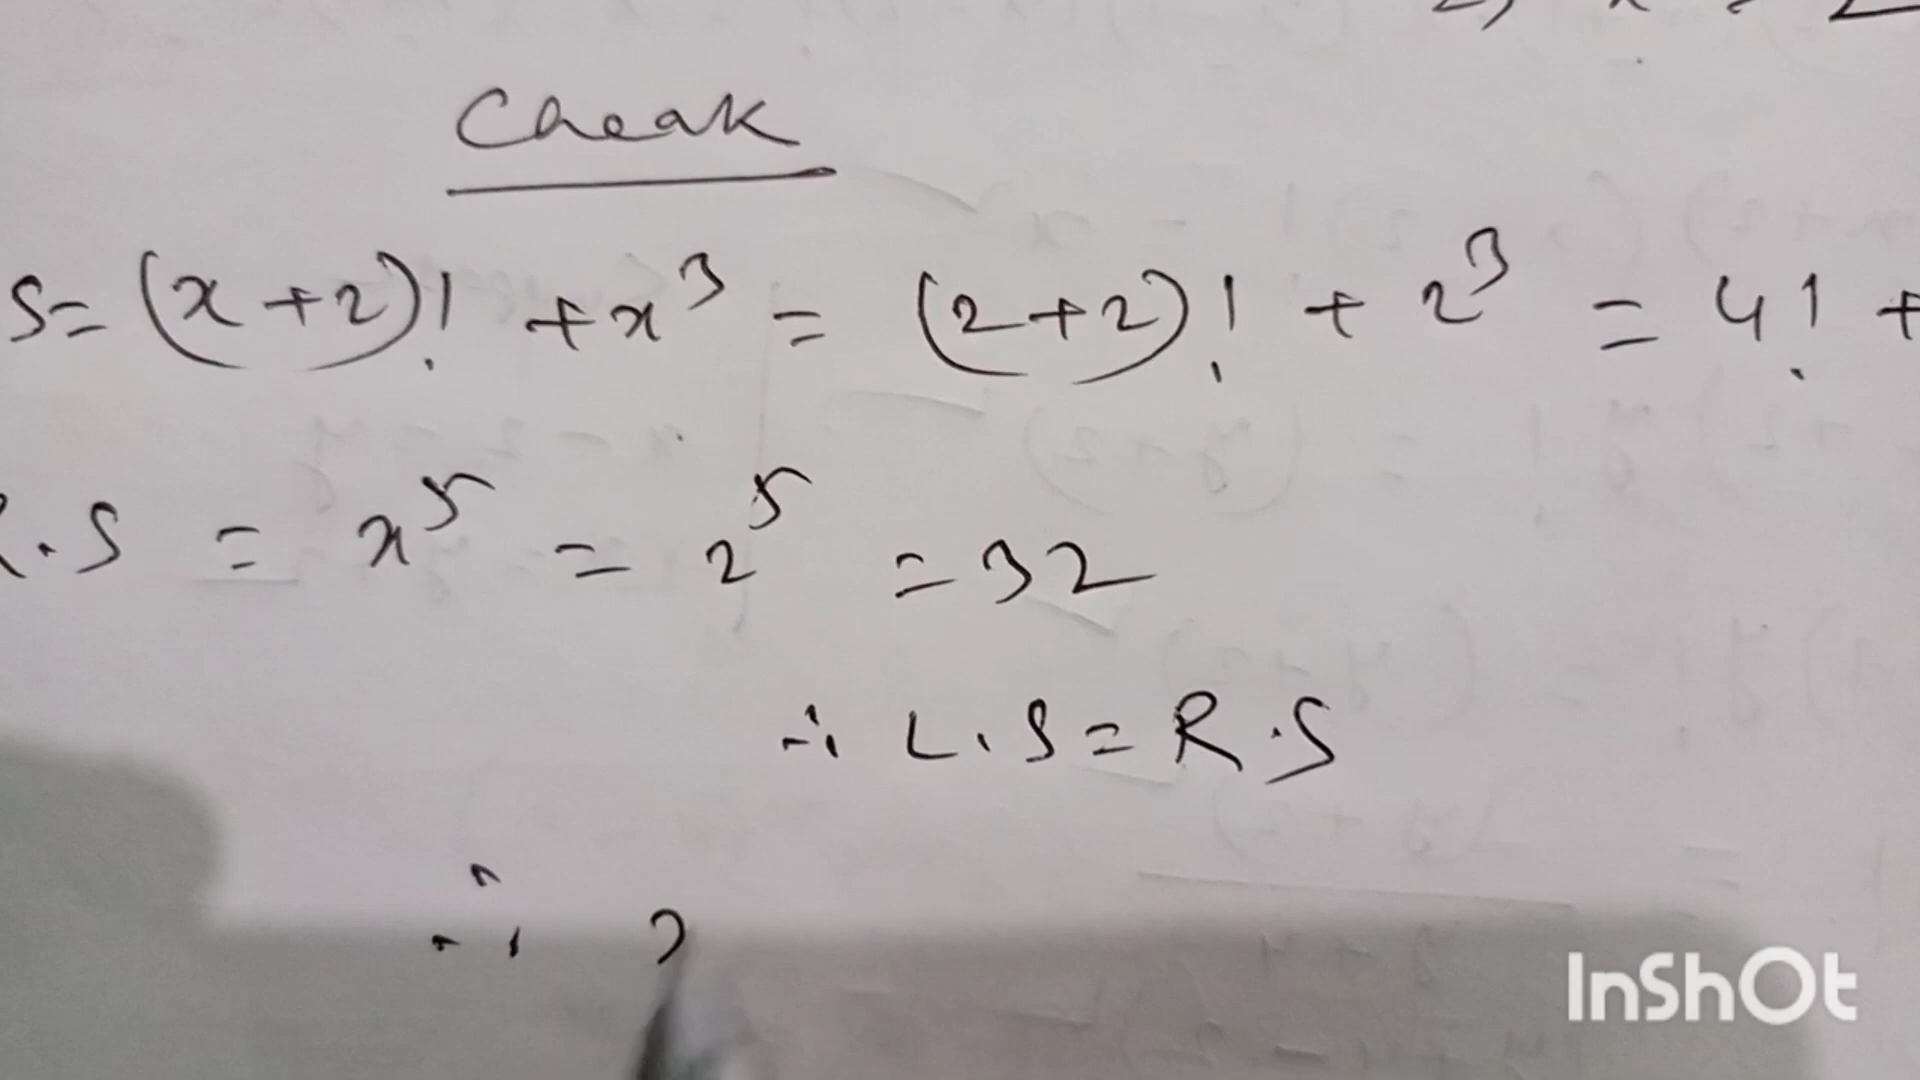 Cheak
S = (x+2)! + x³ = (2+2)! + 2³ = 4! +
.S = x⁵ = 2⁵ = 32
∴ L.S = R.S
∴
InShOt